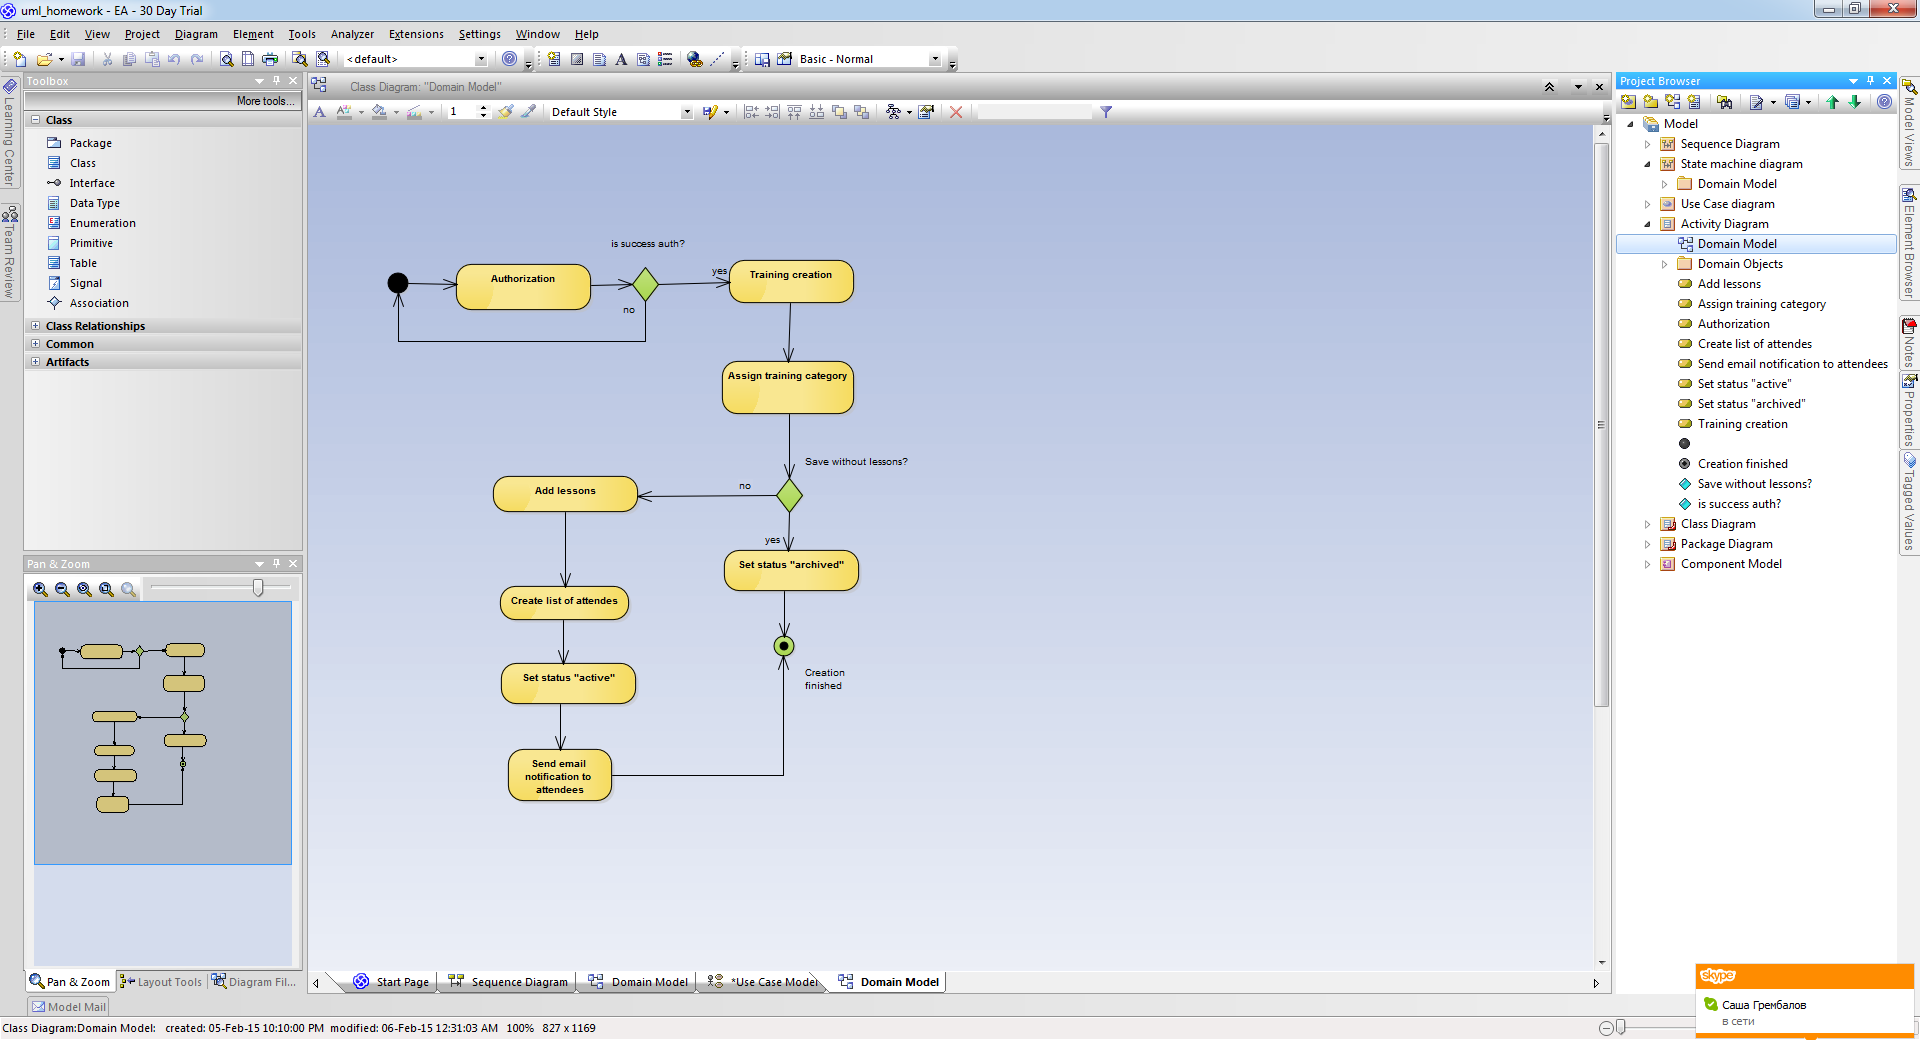 uml_homework - EA - 30 Day Trial
File Edit View Project Diagram Element Tools Analyzer Extensions Settings Window Help
<default>
Basic - Normal
Toolbox
More tools...
Class
Package
Class
Interface
Data Type
Enumeration
Primitive
Table
Signal
Association
Class Relationships
Common
Artifacts
Learning Center
Team Review
Pan & Zoom
Pan & Zoom Layout Tools Diagram Fil...
Model Mail
Class Diagram: "Domain Model"
A
1
Default Style
is success auth?
Authorization
yes
Training creation
no
Assign training category
Save without lessons?
Add lessons
no
yes
Set status "archived"
Create list of attendes
Set status "active"
Creation
finished
Send email
notification to
attendees
Start Page Sequence Diagram Domain Model *Use Case Model Domain Model
Project Browser
Model
Sequence Diagram
State machine diagram
Domain Model
Use Case diagram
Activity Diagram
Domain Model
Domain Objects
Add lessons
Assign training category
Authorization
Create list of attendes
Send email notification to attendees
Set status "active"
Set status "archived"
Training creation
Creation finished
Save without lessons?
is success auth?
Class Diagram
Package Diagram
Component Model
Model Views
Element Browser
Notes
Properties
Tagged Values
skype
Саша Грембалов
в сети
Class Diagram:Domain Model: created: 05-Feb-15 10:10:00 PM modified: 06-Feb-15 12:31:03 AM 100% 827 x 1169